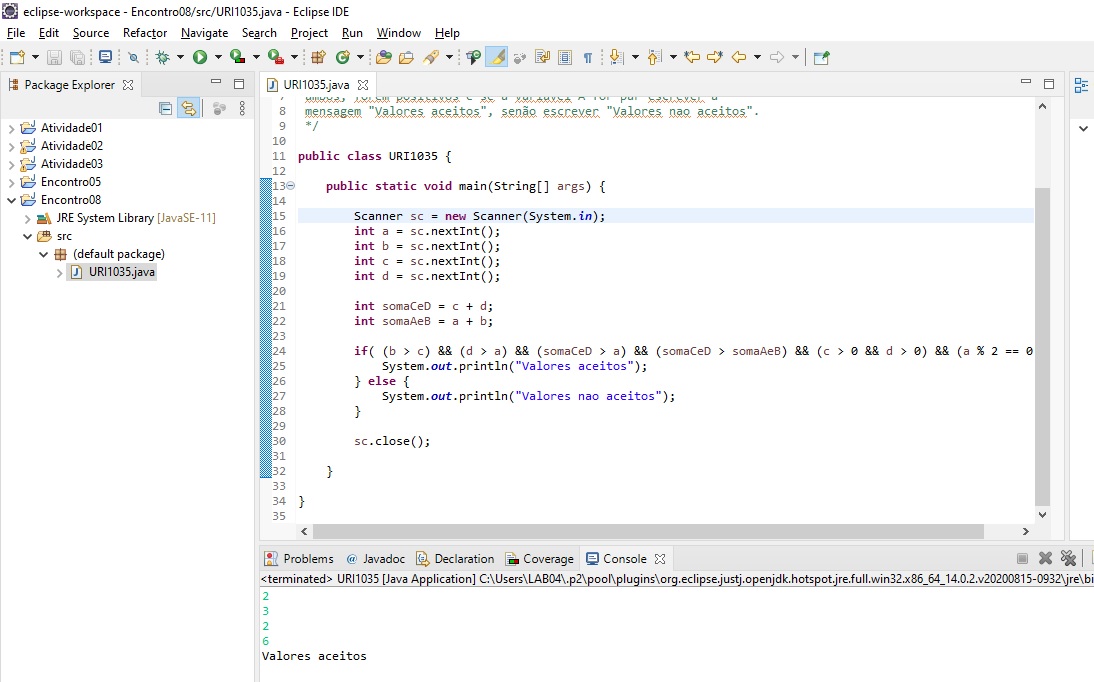 eclipse-workspace - Encontro08/src/URI1035.java - Eclipse IDE
File Edit Source Refactor Navigate Search Project Run Window Help
Package Explorer
URI1035.java
Atividade01
Atividade02
Atividade03
Encontro05
Encontro08
JRE System Library [JavaSE-11]
src
(default package)
URI1035.java
7 ambos, forem positivos e se a variável A for par escrever a
8 mensagem "Valores aceitos", senão escrever "Valores nao aceitos".
9 */
10
11 public class URI1035 {
12
13 public static void main(String[] args) {
14
15 Scanner sc = new Scanner(System.in);
16 int a = sc.nextInt();
17 int b = sc.nextInt();
18 int c = sc.nextInt();
19 int d = sc.nextInt();
20
21 int somaCeD = c + d;
22 int somaAeB = a + b;
23
24 if( (b > c) && (d > a) && (somaCeD > a) && (somaCeD > somaAeB) && (c > 0 && d > 0) && (a % 2 == 0
25 System.out.println("Valores aceitos");
26 } else {
27 System.out.println("Valores nao aceitos");
28 }
29
30 sc.close();
31
32 }
33
34 }
35
Problems @ Javadoc Declaration Coverage Console
<terminated> URI1035 [Java Application] C:\Users\LAB04\.p2\pool\plugins\org.eclipse.justj.openjdk.hotspot.jre.full.win32.x86_64_14.0.2.v20200815-0932\jre\bi
2
3
2
6
Valores aceitos